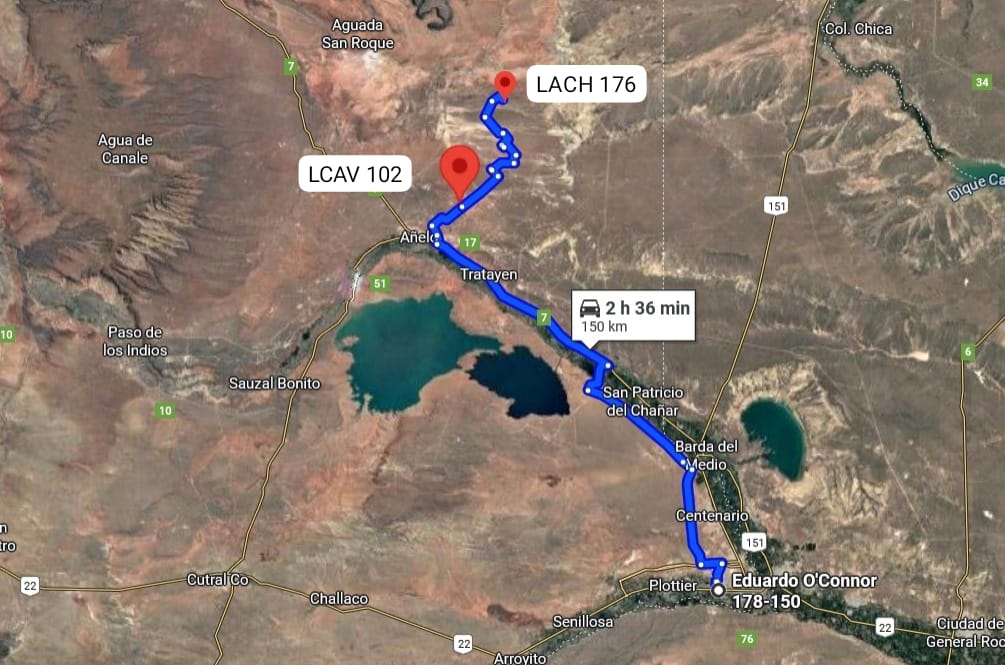 Aguada
San Roque
Col. Chica
7
34
LACH 176
Agua de
Canale
LCAV 102
Dique Ca
151
Añelo
17
Tratayen
51
2 h 36 min
150 km
7
10
Paso de
los Indios
6
Sauzal Bonito
San Patricio
del Chañar
10
Barda del
Medio
Centenario
151
22
Cutral Co
Plottier
Eduardo O'Connor
178-150
Challaco
Senillosa
22
Ciudad de
General Roc
76
22
Arroyito
n
tro